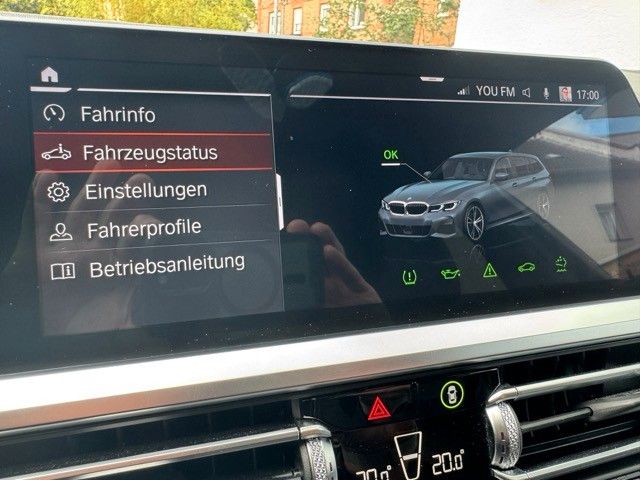 YOU FM 17:00
Fahrinfo
Fahrzeugstatus
Einstellungen
Fahrerprofile
Betriebsanleitung
OK
20.0°